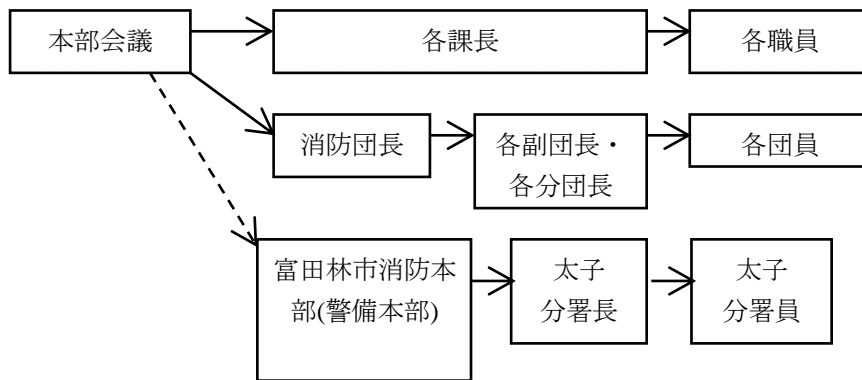 本部会議
各課長
各職員
消防団長
各副団長・
各分団長
各団員
富田林市消防本
部(警備本部)
太子
分署長
太子
分署員